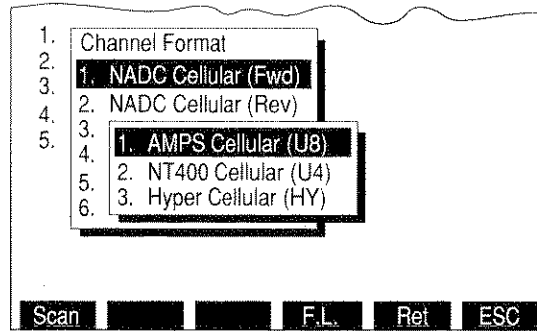 1.
2.
3.
4.
5.
Channel Format
1. NADC Cellular (Fwd)
2. NADC Cellular (Rev)
3.
4.
5.
6.
1. AMPS Cellular (U8)
2. NT400 Cellular (U4)
3. Hyper Cellular (HY)
Scan F.L. Ret ESC